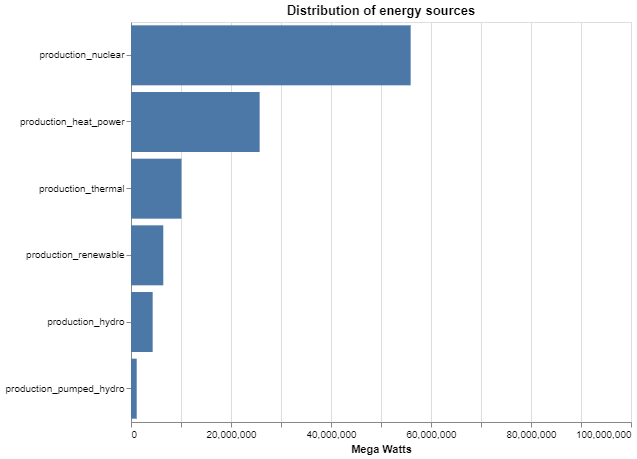 Distribution of energy sources
production_nuclear
production_heat_power
production_thermal
production_renewable
production_hydro
production_pumped_hydro
0 20,000,000 40,000,000 60,000,000 80,000,000 100,000,000
Mega Watts